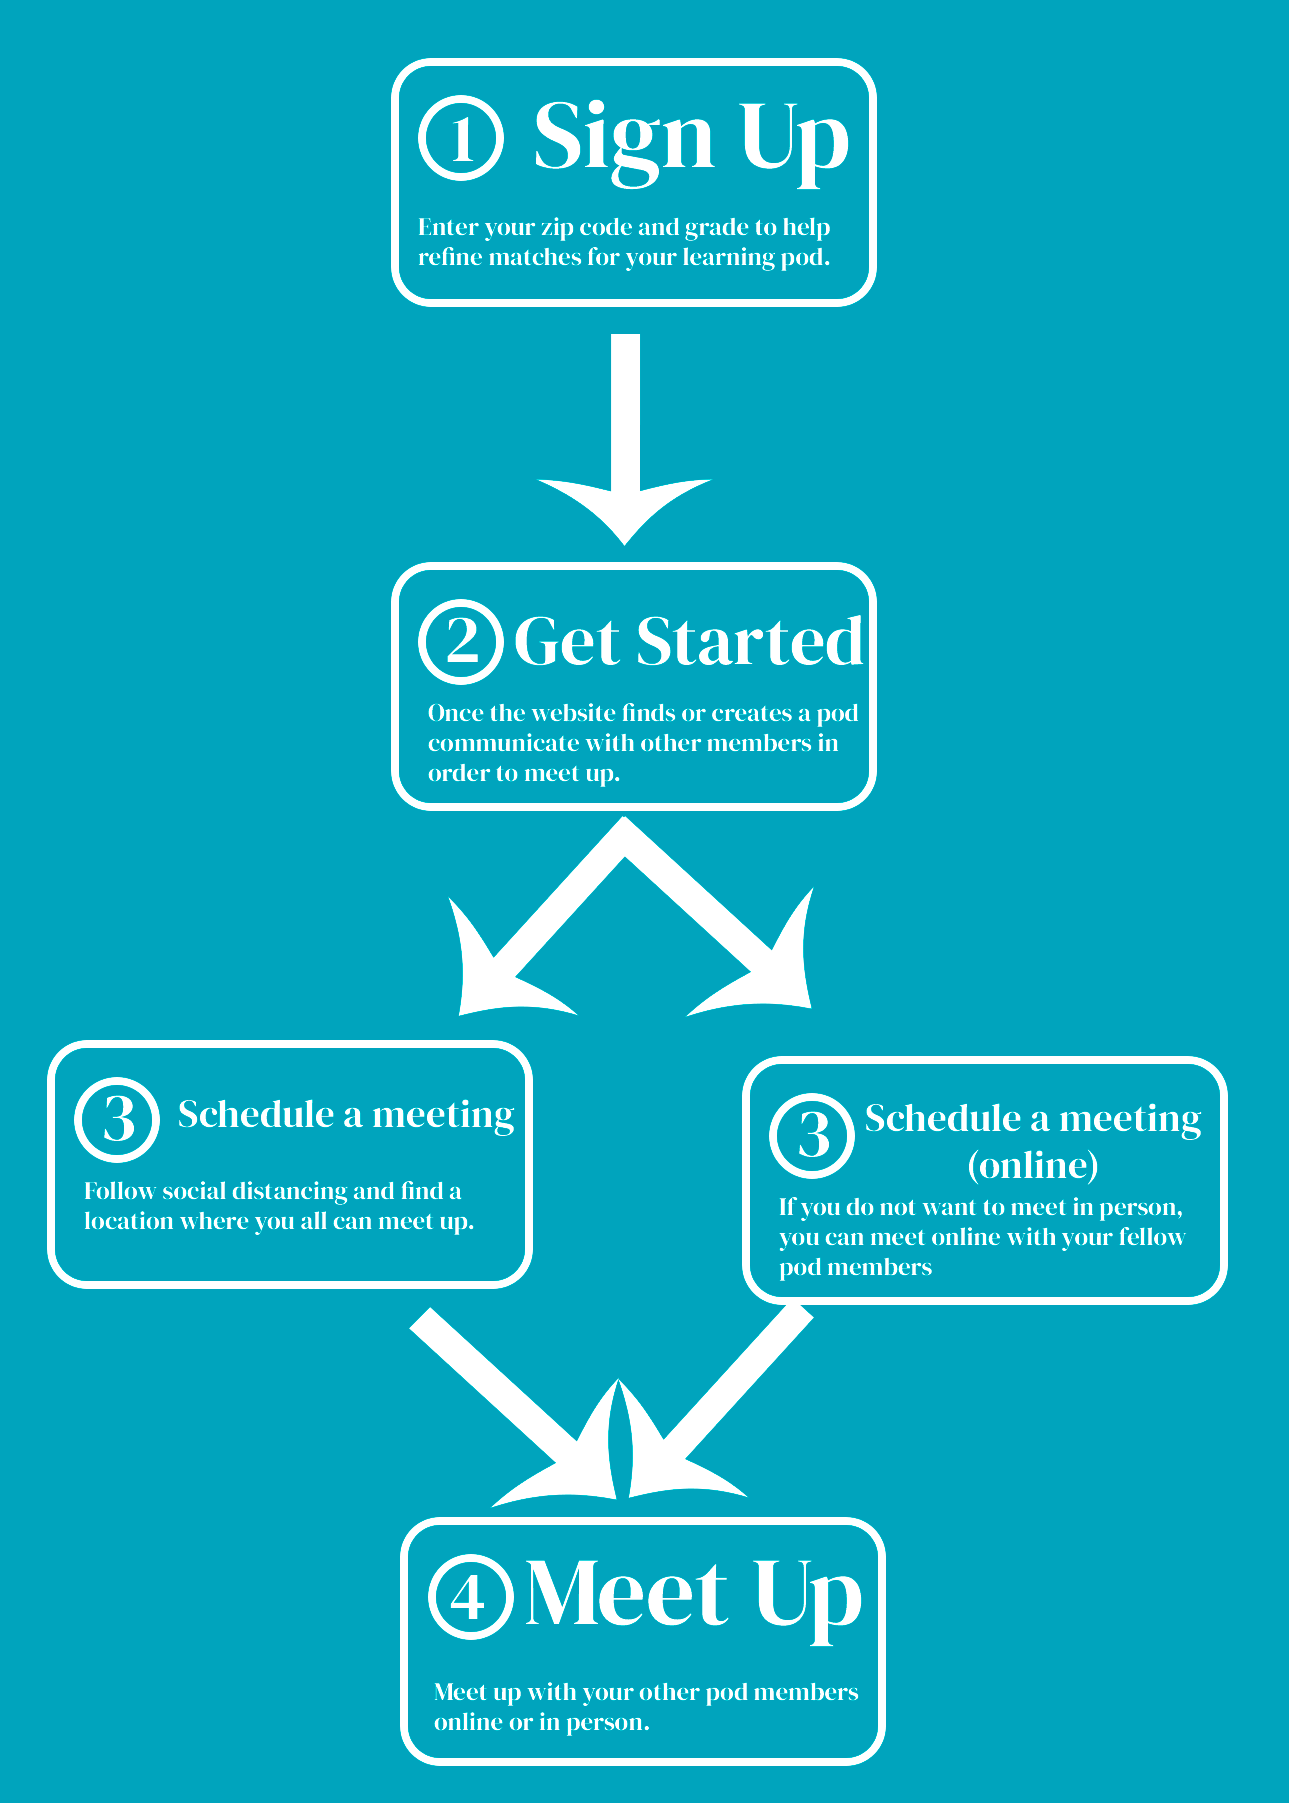 1 Sign Up
Enter your zip code and grade to help
refine matches for your learning pod.
2 Get Started
Once the website finds or creates a pod
communicate with other members in
order to meet up.
3 Schedule a meeting
Follow social distancing and find a
location where you all can meet up.
3 Schedule a meeting
(online)
If you do not want to meet in person,
you can meet online with your fellow
pod members
4 Meet Up
Meet up with your other pod members
online or in person.